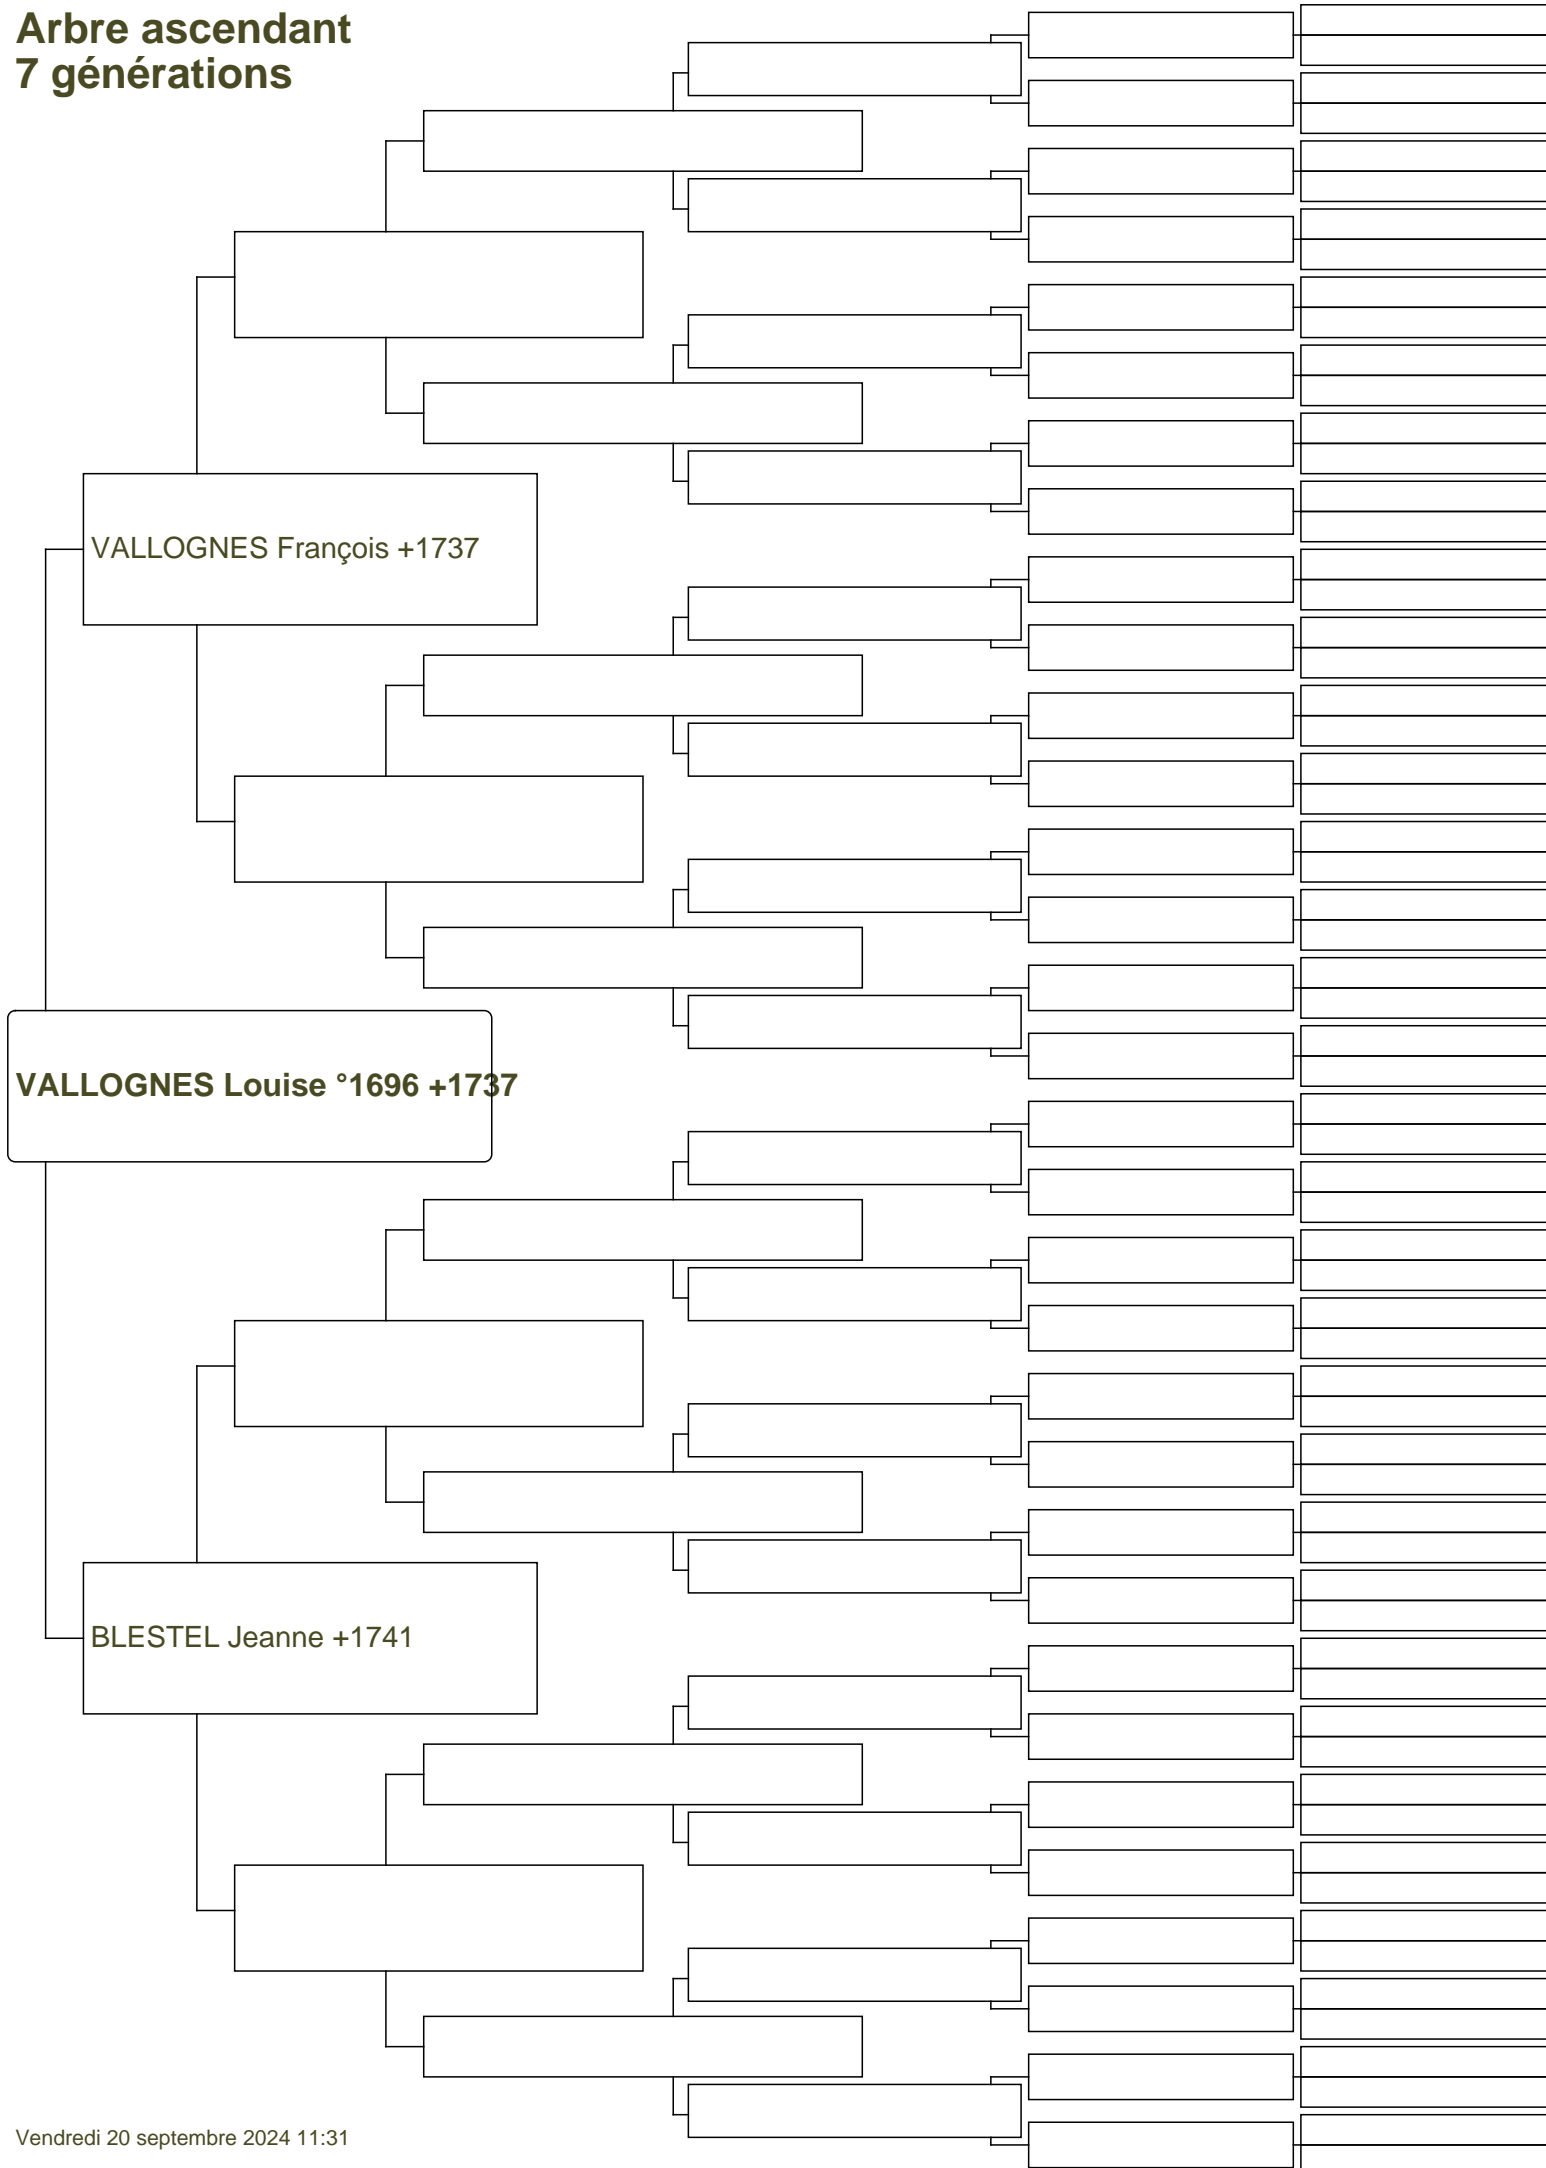 Arbre ascendant
7 générations
VALLOGNES François +1737
VALLOGNES Louise °1696 +1737
BLESTEL Jeanne +1741
Vendredi 20 septembre 2024 11:31